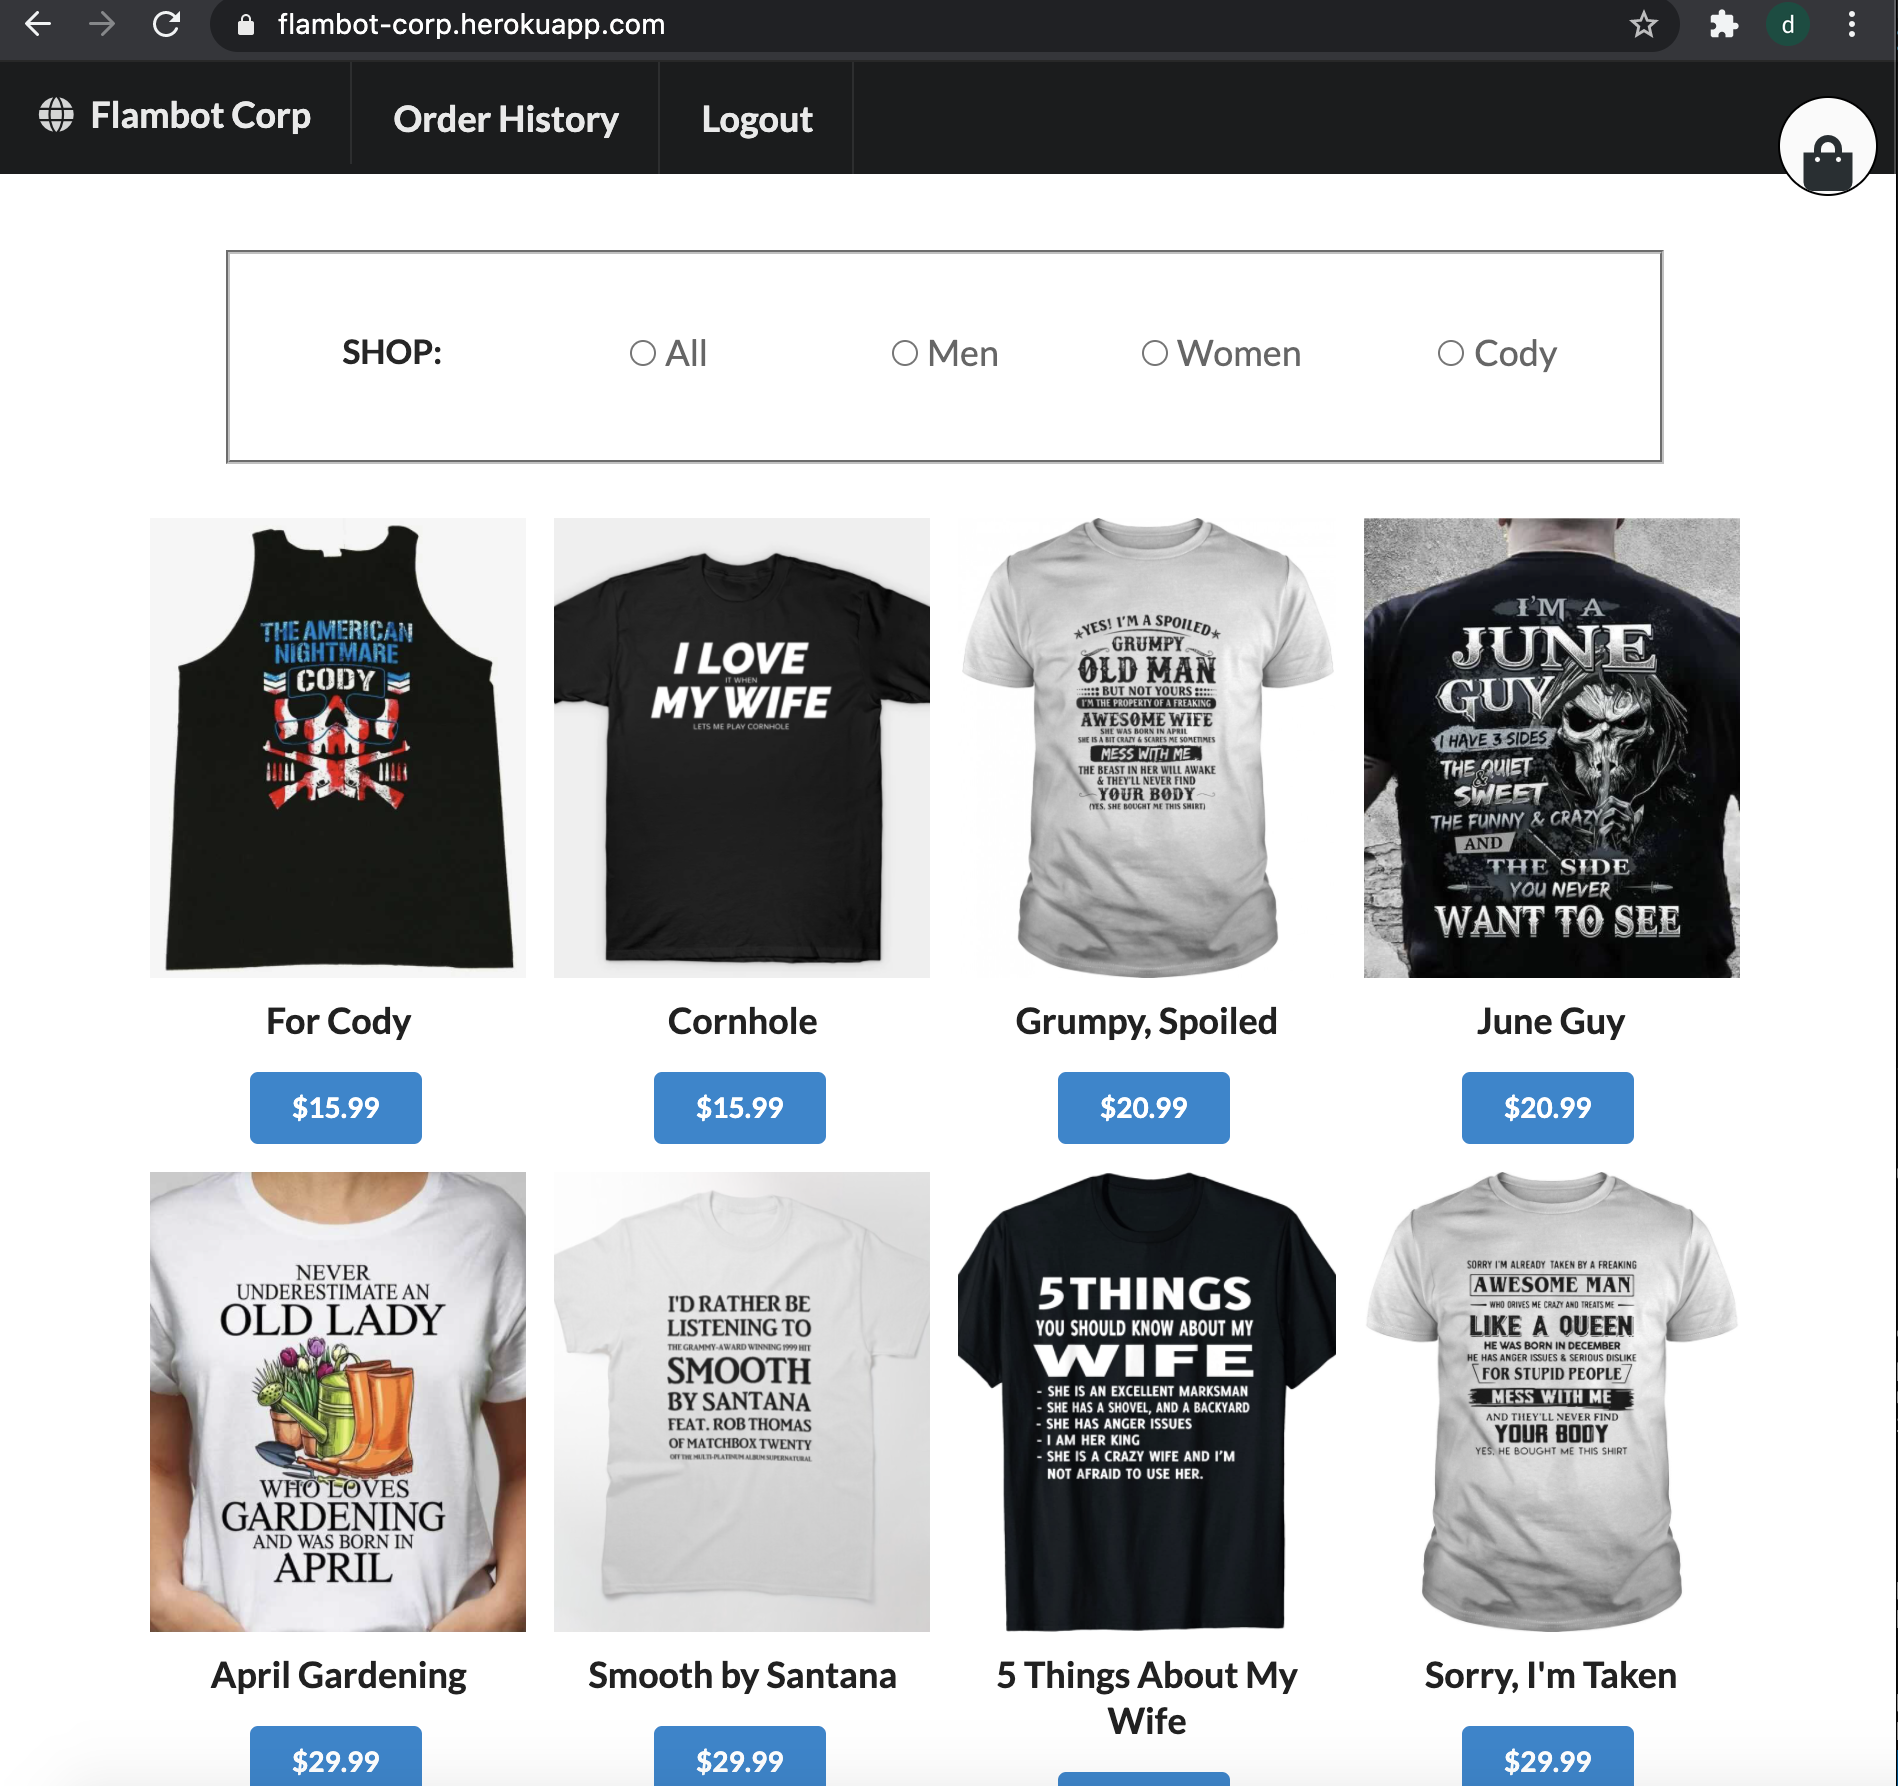 flambot-corp.herokuapp.com
d
Flambot Corp
Order History
Logout
SHOP:
All
Men
Women
Cody
THE AMERICAN
NIGHTMARE
CODY
I LOVE
IT WHEN
MY WIFE
LETS ME PLAY CORNHOLE
YES! I'M A SPOILED
GRUMPY
OLD MAN
BUT NOT YOURS
I'M THE PROPERTY OF A FREAKING
AWESOME WIFE
SHE WAS BORN IN APRIL
SHE IS A BIT CRAZY & SCARES ME SOMETIMES
MESS WITH ME
THE BEAST IN HER WILL AWAKE
& THEY'LL NEVER FIND
YOUR BODY
(YES, SHE BOUGHT ME THIS SHIRT)
I'M A
JUNE
GUY
I HAVE 3 SIDES
THE QUIET
&
SWEET
THE FUNNY & CRAZY
AND
THE SIDE
YOU NEVER
WANT TO SEE
For Cody
Cornhole
Grumpy, Spoiled
June Guy
$15.99
$15.99
$20.99
$20.99
NEVER
UNDERESTIMATE AN
OLD LADY
WHO LOVES
GARDENING
AND WAS BORN IN
APRIL
I'D RATHER BE
LISTENING TO
THE GRAMMY-AWARD WINNING 1999 HIT
SMOOTH
BY SANTANA
FEAT. ROB THOMAS
OF MATCHBOX TWENTY
OFF THE MULTI-PLATINUM ALBUM SUPERNATURAL
5 THINGS
YOU SHOULD KNOW ABOUT MY
WIFE
- SHE IS AN EXCELLENT MARKSMAN
- SHE HAS A SHOVEL, AND A BACKYARD
- SHE HAS ANGER ISSUES
- I AM HER KING
- SHE IS A CRAZY WIFE AND I'M
NOT AFRAID TO USE HER.
SORRY I'M ALREADY TAKEN BY A FREAKING
AWESOME MAN
WHO DRIVES ME CRAZY AND TREATS ME
LIKE A QUEEN
HE WAS BORN IN DECEMBER
HE HAS ANGER ISSUES & SERIOUS DISLIKE
FOR STUPID PEOPLE
MESS WITH ME
AND THEY'LL NEVER FIND
YOUR BODY
YES, HE BOUGHT ME THIS SHIRT
April Gardening
Smooth by Santana
5 Things About My
Wife
Sorry, I'm Taken
$29.99
$29.99
$29.99